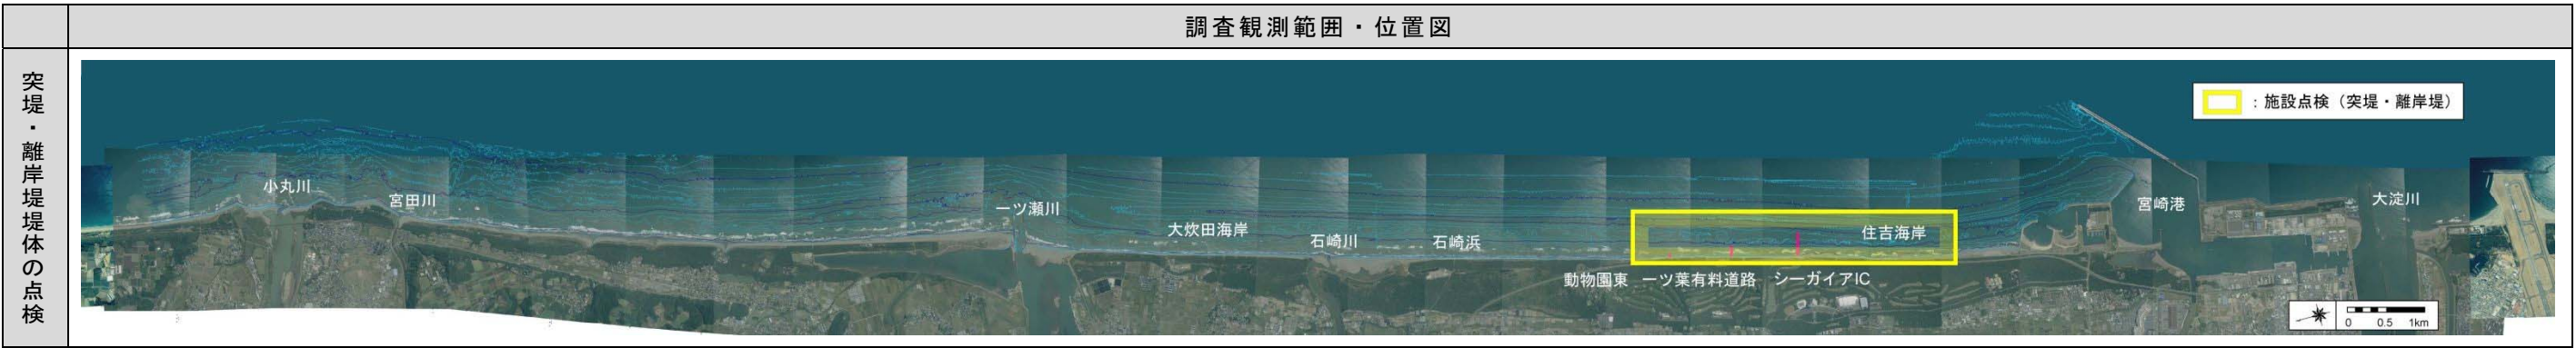 調査観測範囲・位置図
突堤・離岸堤堤体の点検
：施設点検（突堤・離岸堤）
小丸川
宮田川
一ツ瀬川
大炊田海岸
石崎川
石崎浜
住吉海岸
宮崎港
大淀川
動物園東 一ツ葉有料道路 シーガイアIC
0 0.5 1km